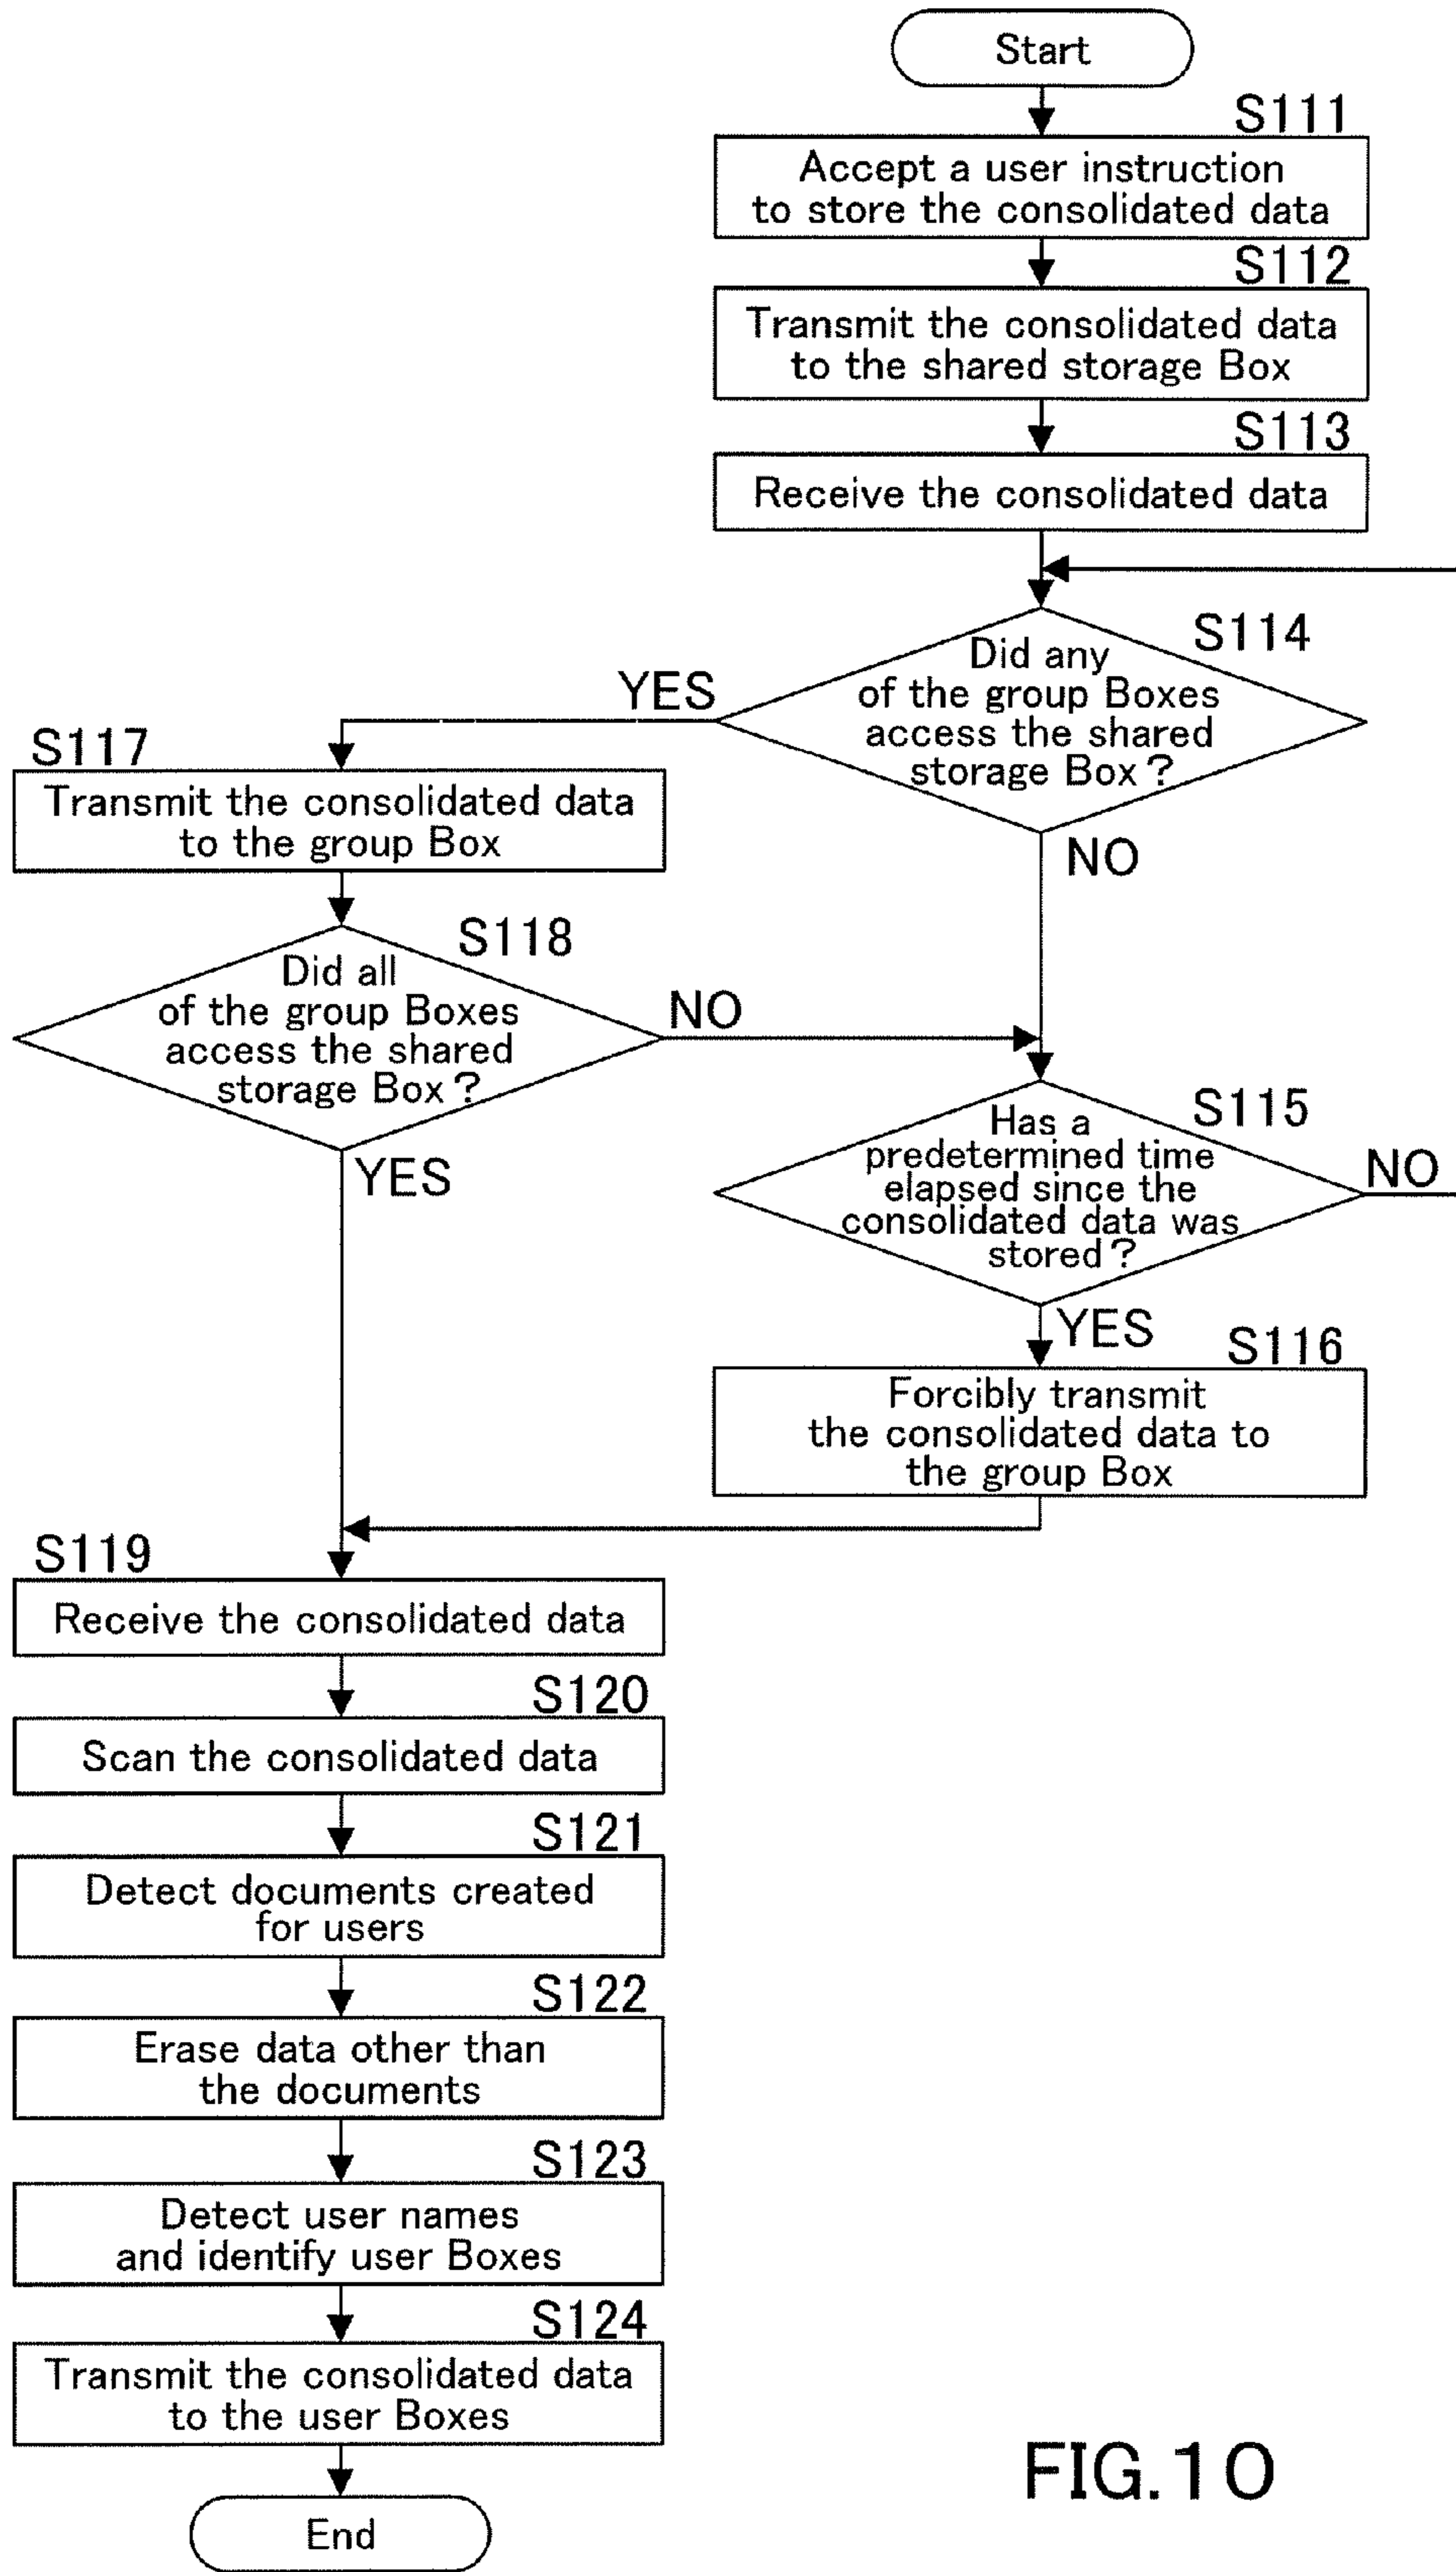 Start
S111
Accept a user instruction
to store the consolidated data
S112
Transmit the consolidated data
to the shared storage Box
S113
Receive the consolidated data
S114
Did any
of the group Boxes
access the shared
storage Box?
YES
NO
S117
Transmit the consolidated data
to the group Box
S118
Did all
of the group Boxes
access the shared
storage Box?
NO
YES
S115
Has a
predetermined time
elapsed since the
consolidated data was
stored?
NO
YES
S116
Forcibly transmit
the consolidated data to
the group Box
S119
Receive the consolidated data
S120
Scan the consolidated data
S121
Detect documents created
for users
S122
Erase data other than
the documents
S123
Detect user names
and identify user Boxes
S124
Transmit the consolidated data
to the user Boxes
End
FIG.10